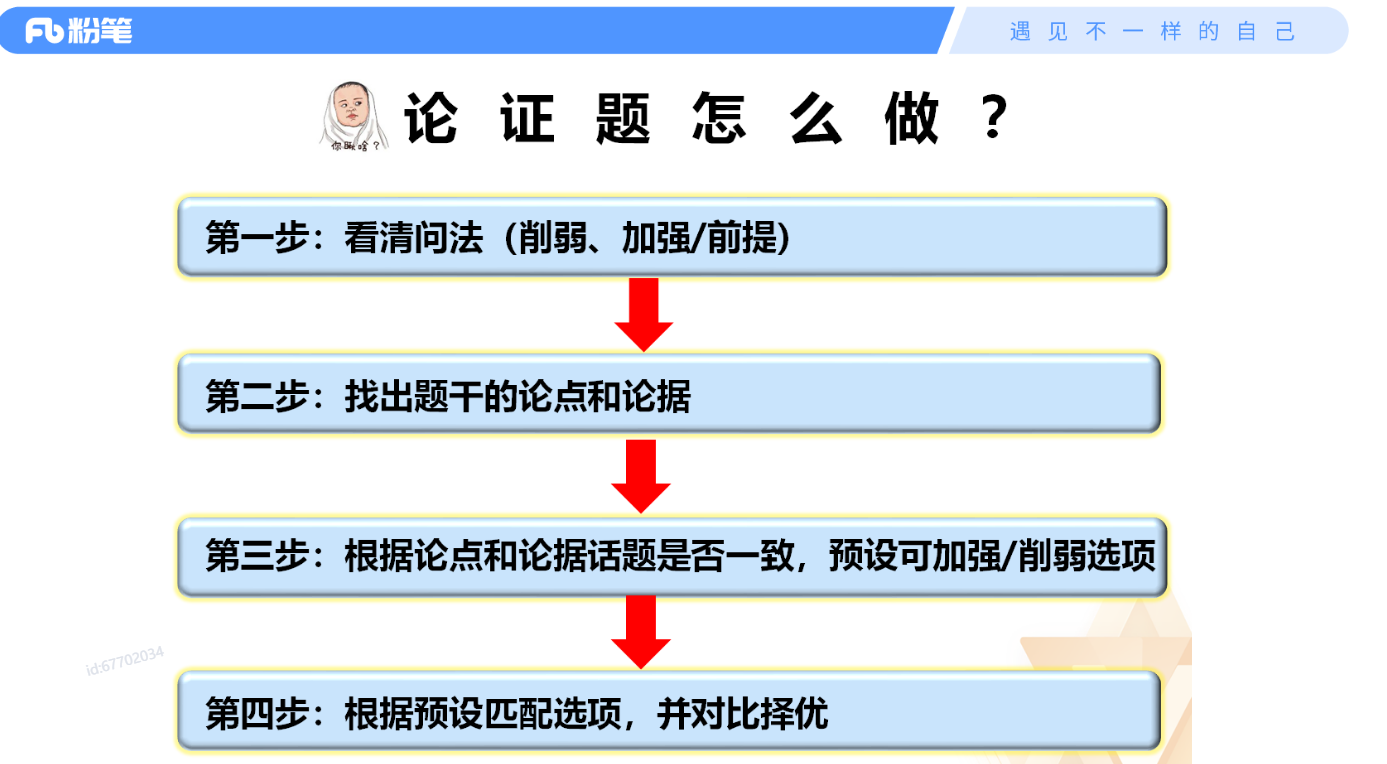 粉笔
遇见不一样的自己
论证题怎么做？
你瞅啥？
第一步：看清问法（削弱、加强/前提)
第二步：找出题干的论点和论据
第三步：根据论点和论据话题是否一致，预设可加强/削弱选项
id:67702034
第四步：根据预设匹配选项，并对比择优